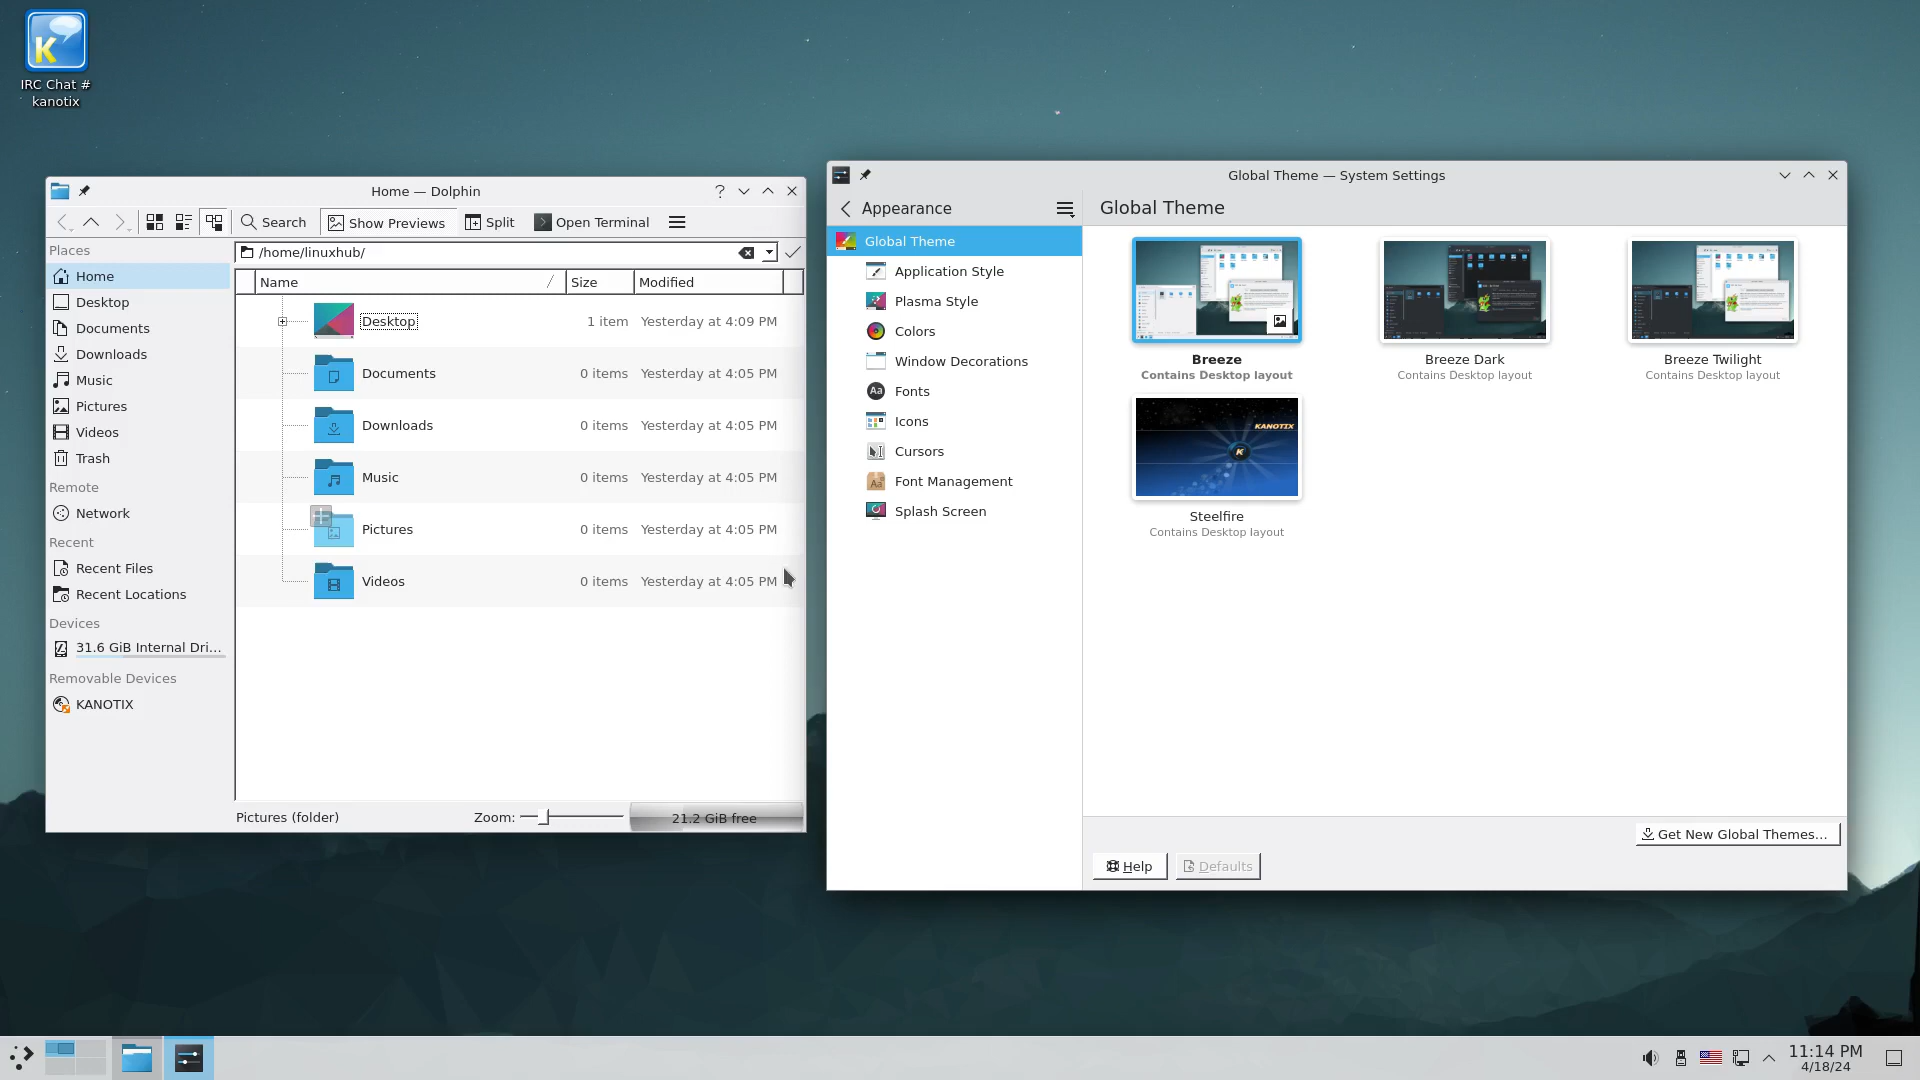 IRC Chat #
kanotix
Home — Dolphin
Search
Show Previews
Split
Open Terminal
Places
Home
Desktop
Documents
Downloads
Music
Pictures
Videos
Trash
Remote
Network
Recent
Recent Files
Recent Locations
Devices
31.6 GiB Internal Dri...
Removable Devices
KANOTIX
/home/linuxhub/
Name Size Modified
Desktop 1 item Yesterday at 4:09 PM
Documents 0 items Yesterday at 4:05 PM
Downloads 0 items Yesterday at 4:05 PM
Music 0 items Yesterday at 4:05 PM
Pictures 0 items Yesterday at 4:05 PM
Videos 0 items Yesterday at 4:05 PM
Pictures (folder)
Zoom:
21.2 GiB free
Global Theme — System Settings
Appearance
Global Theme
Application Style
Plasma Style
Colors
Window Decorations
Fonts
Icons
Cursors
Font Management
Splash Screen
Global Theme
Breeze
Contains Desktop layout
Breeze Dark
Contains Desktop layout
Breeze Twilight
Contains Desktop layout
KANOTIX
K
Steelfire
Contains Desktop layout
Get New Global Themes...
Help
Defaults
11:14 PM
4/18/24